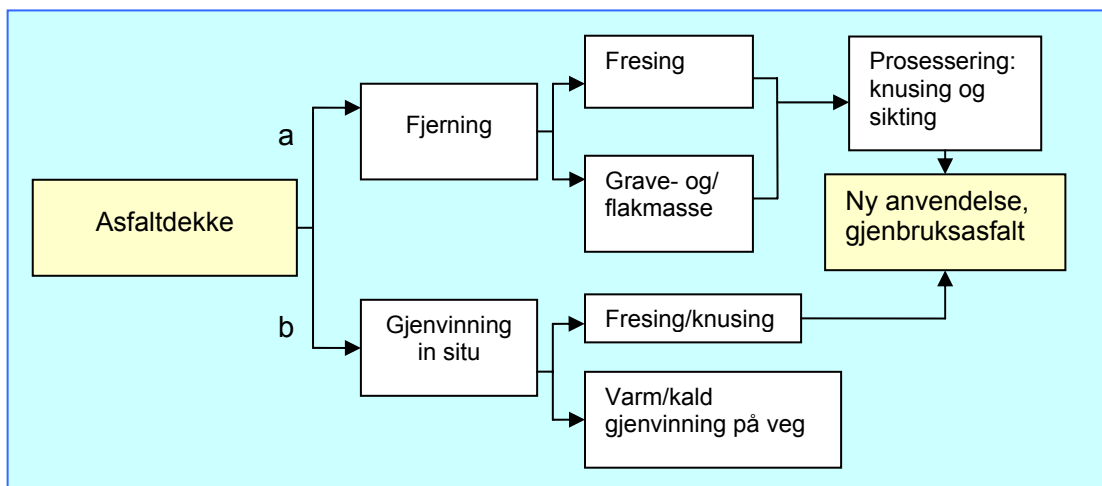 Asfaltdekke
a
Fjerning
Fresing
Grave- og/
flakmasse
Prosessering:
knusing og
sikting
Ny anvendelse,
gjenbruksasfalt
b
Gjenvinning
in situ
Fresing/knusing
Varm/kald
gjenvinning på veg